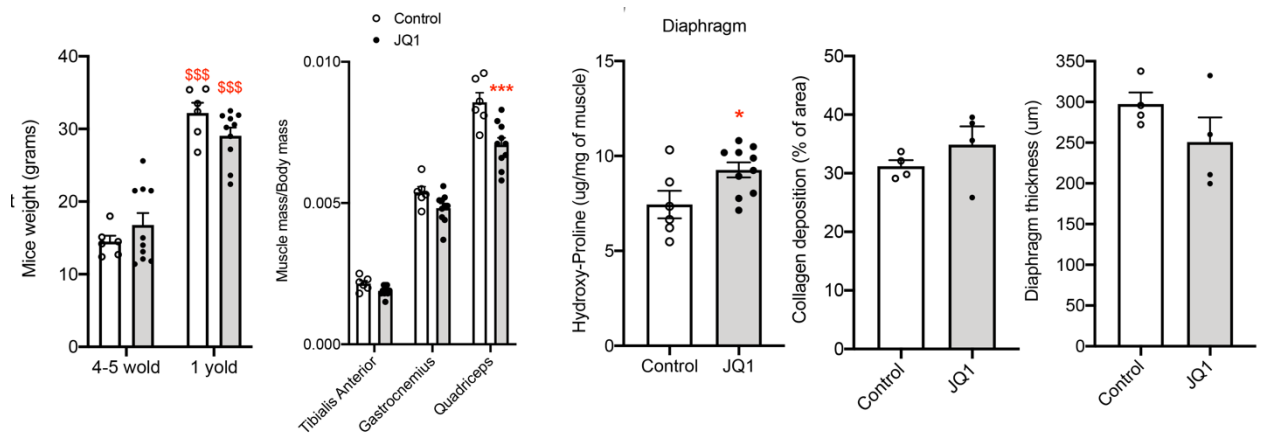 Control
JQ1
Mice weight (grams)
40
30
20
10
0
$$$
$$$
4-5 wold
1 yold
Muscle mass/Body mass
0.010
0.005
0.000
***
Tibialis Anterior
Gastrocnemius
Quadriceps
Diaphragm
Hydroxy-Proline (ug/mg of muscle)
15
10
5
0
*
Control
JQ1
Collagen deposition (% of area)
50
40
30
20
10
0
Control
JQ1
Diaphragm thickness (um)
350
300
250
200
150
100
50
0
Control
JQ1